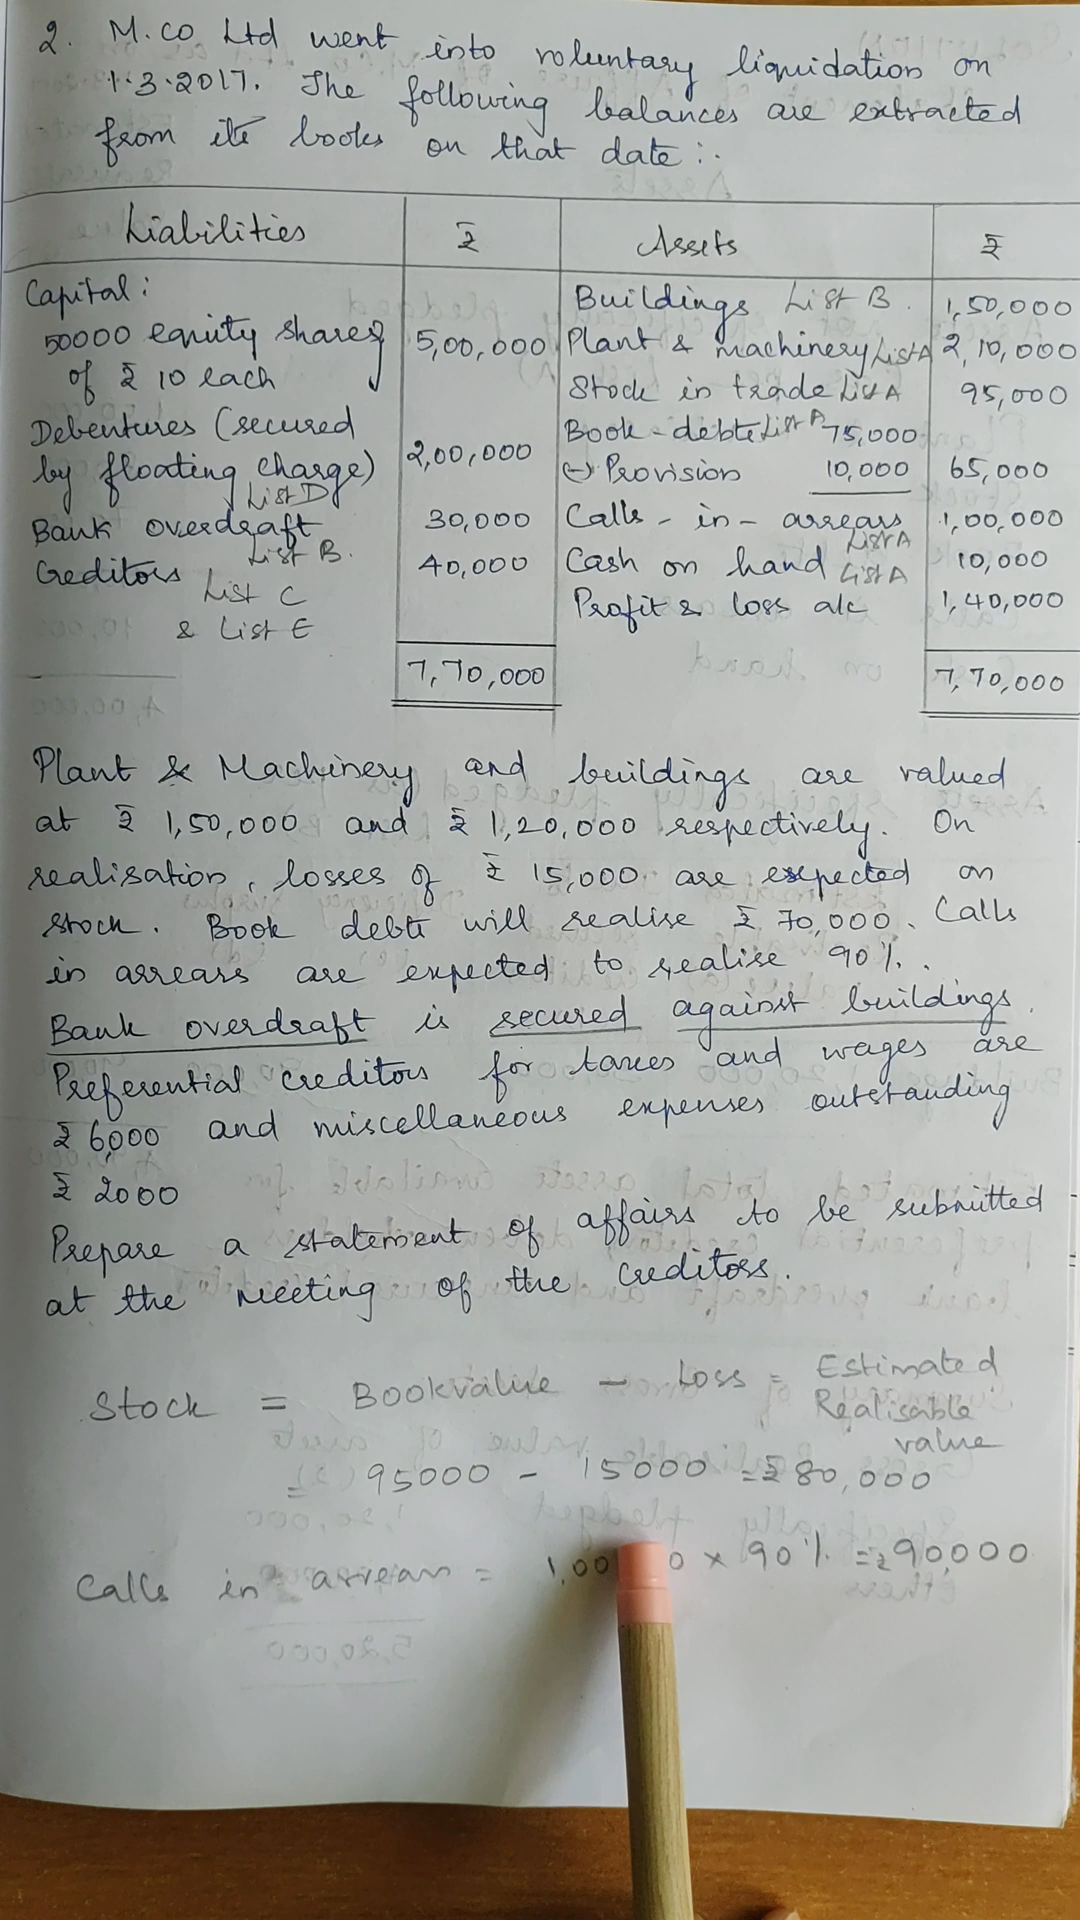 2. M. Co Ltd went into voluntary liquidation on
1.3.2017. The following balances are extracted
from its books on that date :.
Liabilities ₹ Assets ₹
Capital : Buildings List B. 1,50,000
50000 equity shares 5,00,000 Plant & machinery List A 2,10,000
of ₹ 10 each Stock in trade List A 95,000
Debentures (secured Book-debts List A 75,000
by floating charge) 2,00,000 (-) Provision 10,000 65,000
List D
Bank overdraft 30,000 Calls-in-arrears 1,00,000
List B. List A
Creditors 40,000 Cash on hand List A 10,000
List C Profit & loss a/c 1,40,000
& List E
7,70,000 7,70,000
Plant & Machinery and buildings are valued
at ₹ 1,50,000 and ₹ 1,20,000 respectively. On
realisation, losses of ₹ 15,000 are expected on
stock. Book debts will realise ₹ 70,000. Calls
in arrears are expected to realise 90%.
Bank overdraft is secured against buildings.
Preferential creditors for taxes and wages are
₹ 6,000 and miscellaneous expenses outstanding
₹ 2000
Prepare a statement of affairs to be submitted
at the meeting of the creditors.
Stock = Bookvalue - Loss = Estimated
Realisable
value
= 95000 - 15000 = ₹ 80,000
Calls in arrears = × 90% = ₹ 90,000